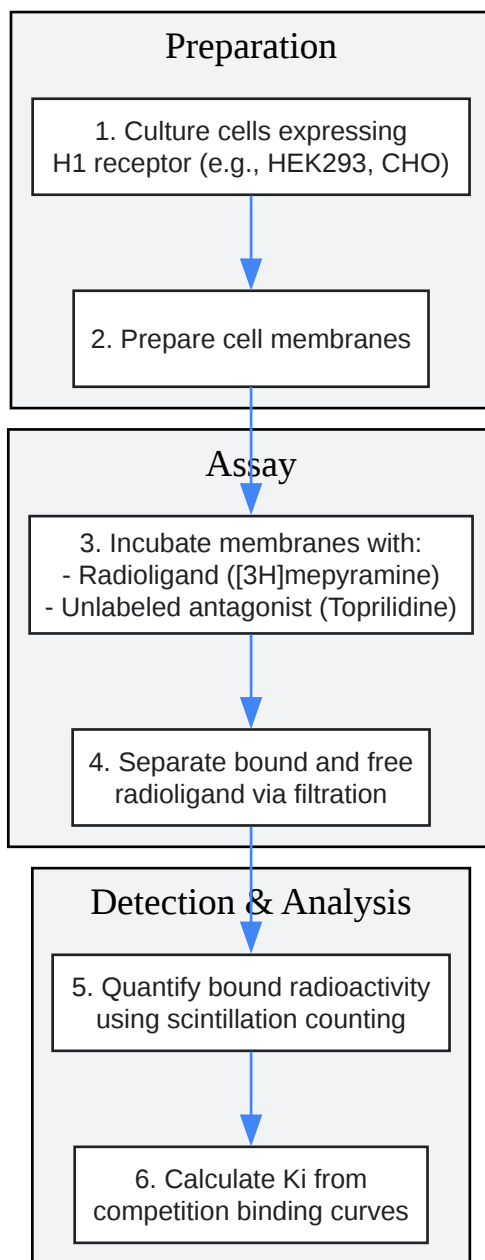 Preparation
1. Culture cells expressing
H1 receptor (e.g., HEK293, CHO)
2. Prepare cell membranes
Assay
3. Incubate membranes with:
- Radioligand ([3H]mepyramine)
- Unlabeled antagonist (Toprilidine)
4. Separate bound and free
radioligand via filtration
Detection & Analysis
5. Quantify bound radioactivity
using scintillation counting
6. Calculate Ki from
competition binding curves